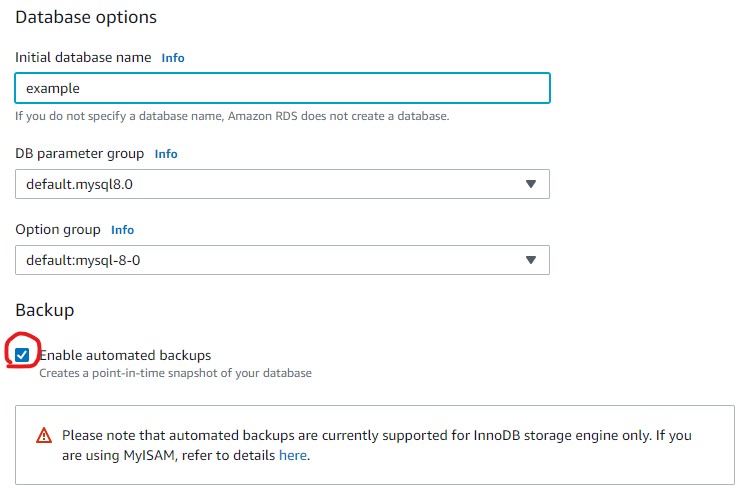 Database options
Initial database name Info
example
If you do not specify a database name, Amazon RDS does not create a database.
DB parameter group Info
default.mysql8.0
Option group Info
default:mysql-8-0
Backup
Enable automated backups
Creates a point-in-time snapshot of your database
Please note that automated backups are currently supported for InnoDB storage engine only. If you
are using MyISAM, refer to details here.